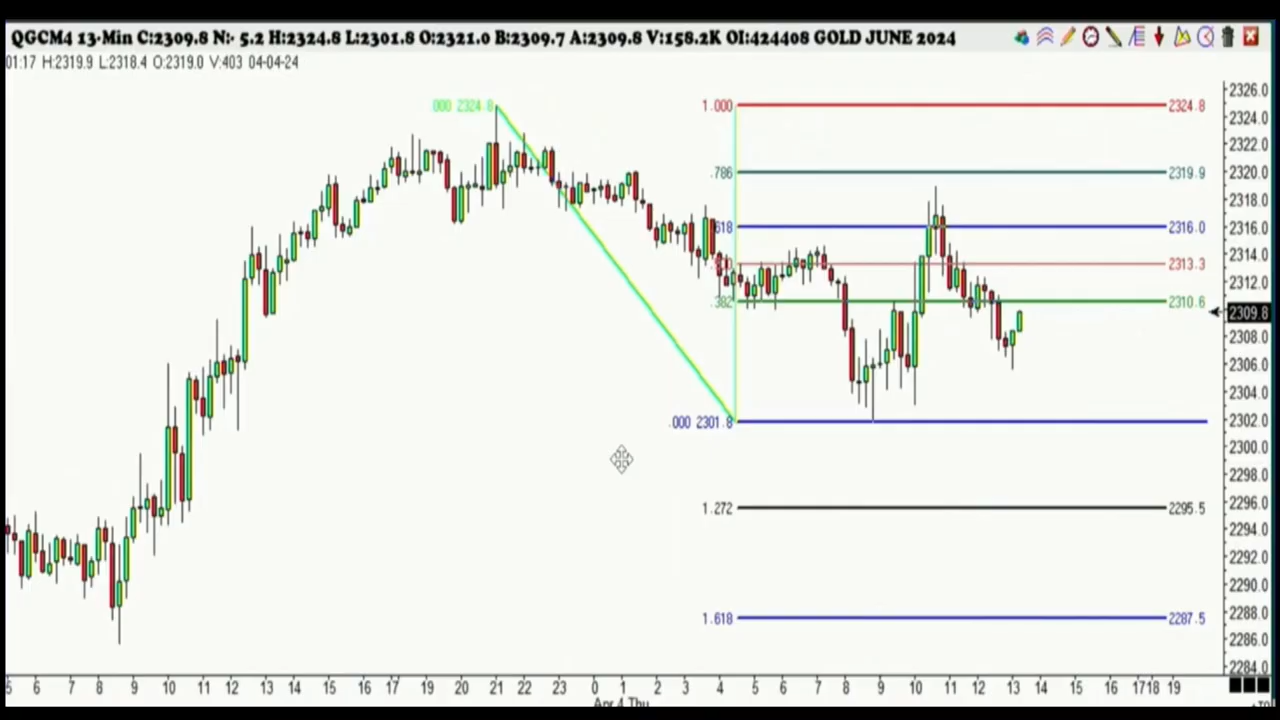 QGCM4 13-Min C:2309.8 N:- 5.2 H:2324.8 L:2301.8 O:2321.0 B:2309.7 A:2309.8 V:158.2K OI:424408 GOLD JUNE 2024
01:17 H:2319.9 L:2318.4 O:2319.0 V:403 04-04-24
2326.0
.000 2324.8 1.000 2324.8
2324.0
2322.0
.786 2319.9 2320.0
2318.0
.618 2316.0 2316.0
2314.0
2313.3
2312.0
.382 2310.6
2309.8
2308.0
2306.0
2304.0
.000 2301.8 2302.0
2300.0
2298.0
2296.0
1.272 2295.5
2294.0
2292.0
2290.0
2288.0
1.618 2287.5
2286.0
2284.0
5 6 7 8 9 10 11 12 13 14 15 16 17 19 20 21 22 23 0 1 2 3 4 5 6 7 8 9 10 11 12 13 14 15 16 17 18 19
Apr 4 Thu